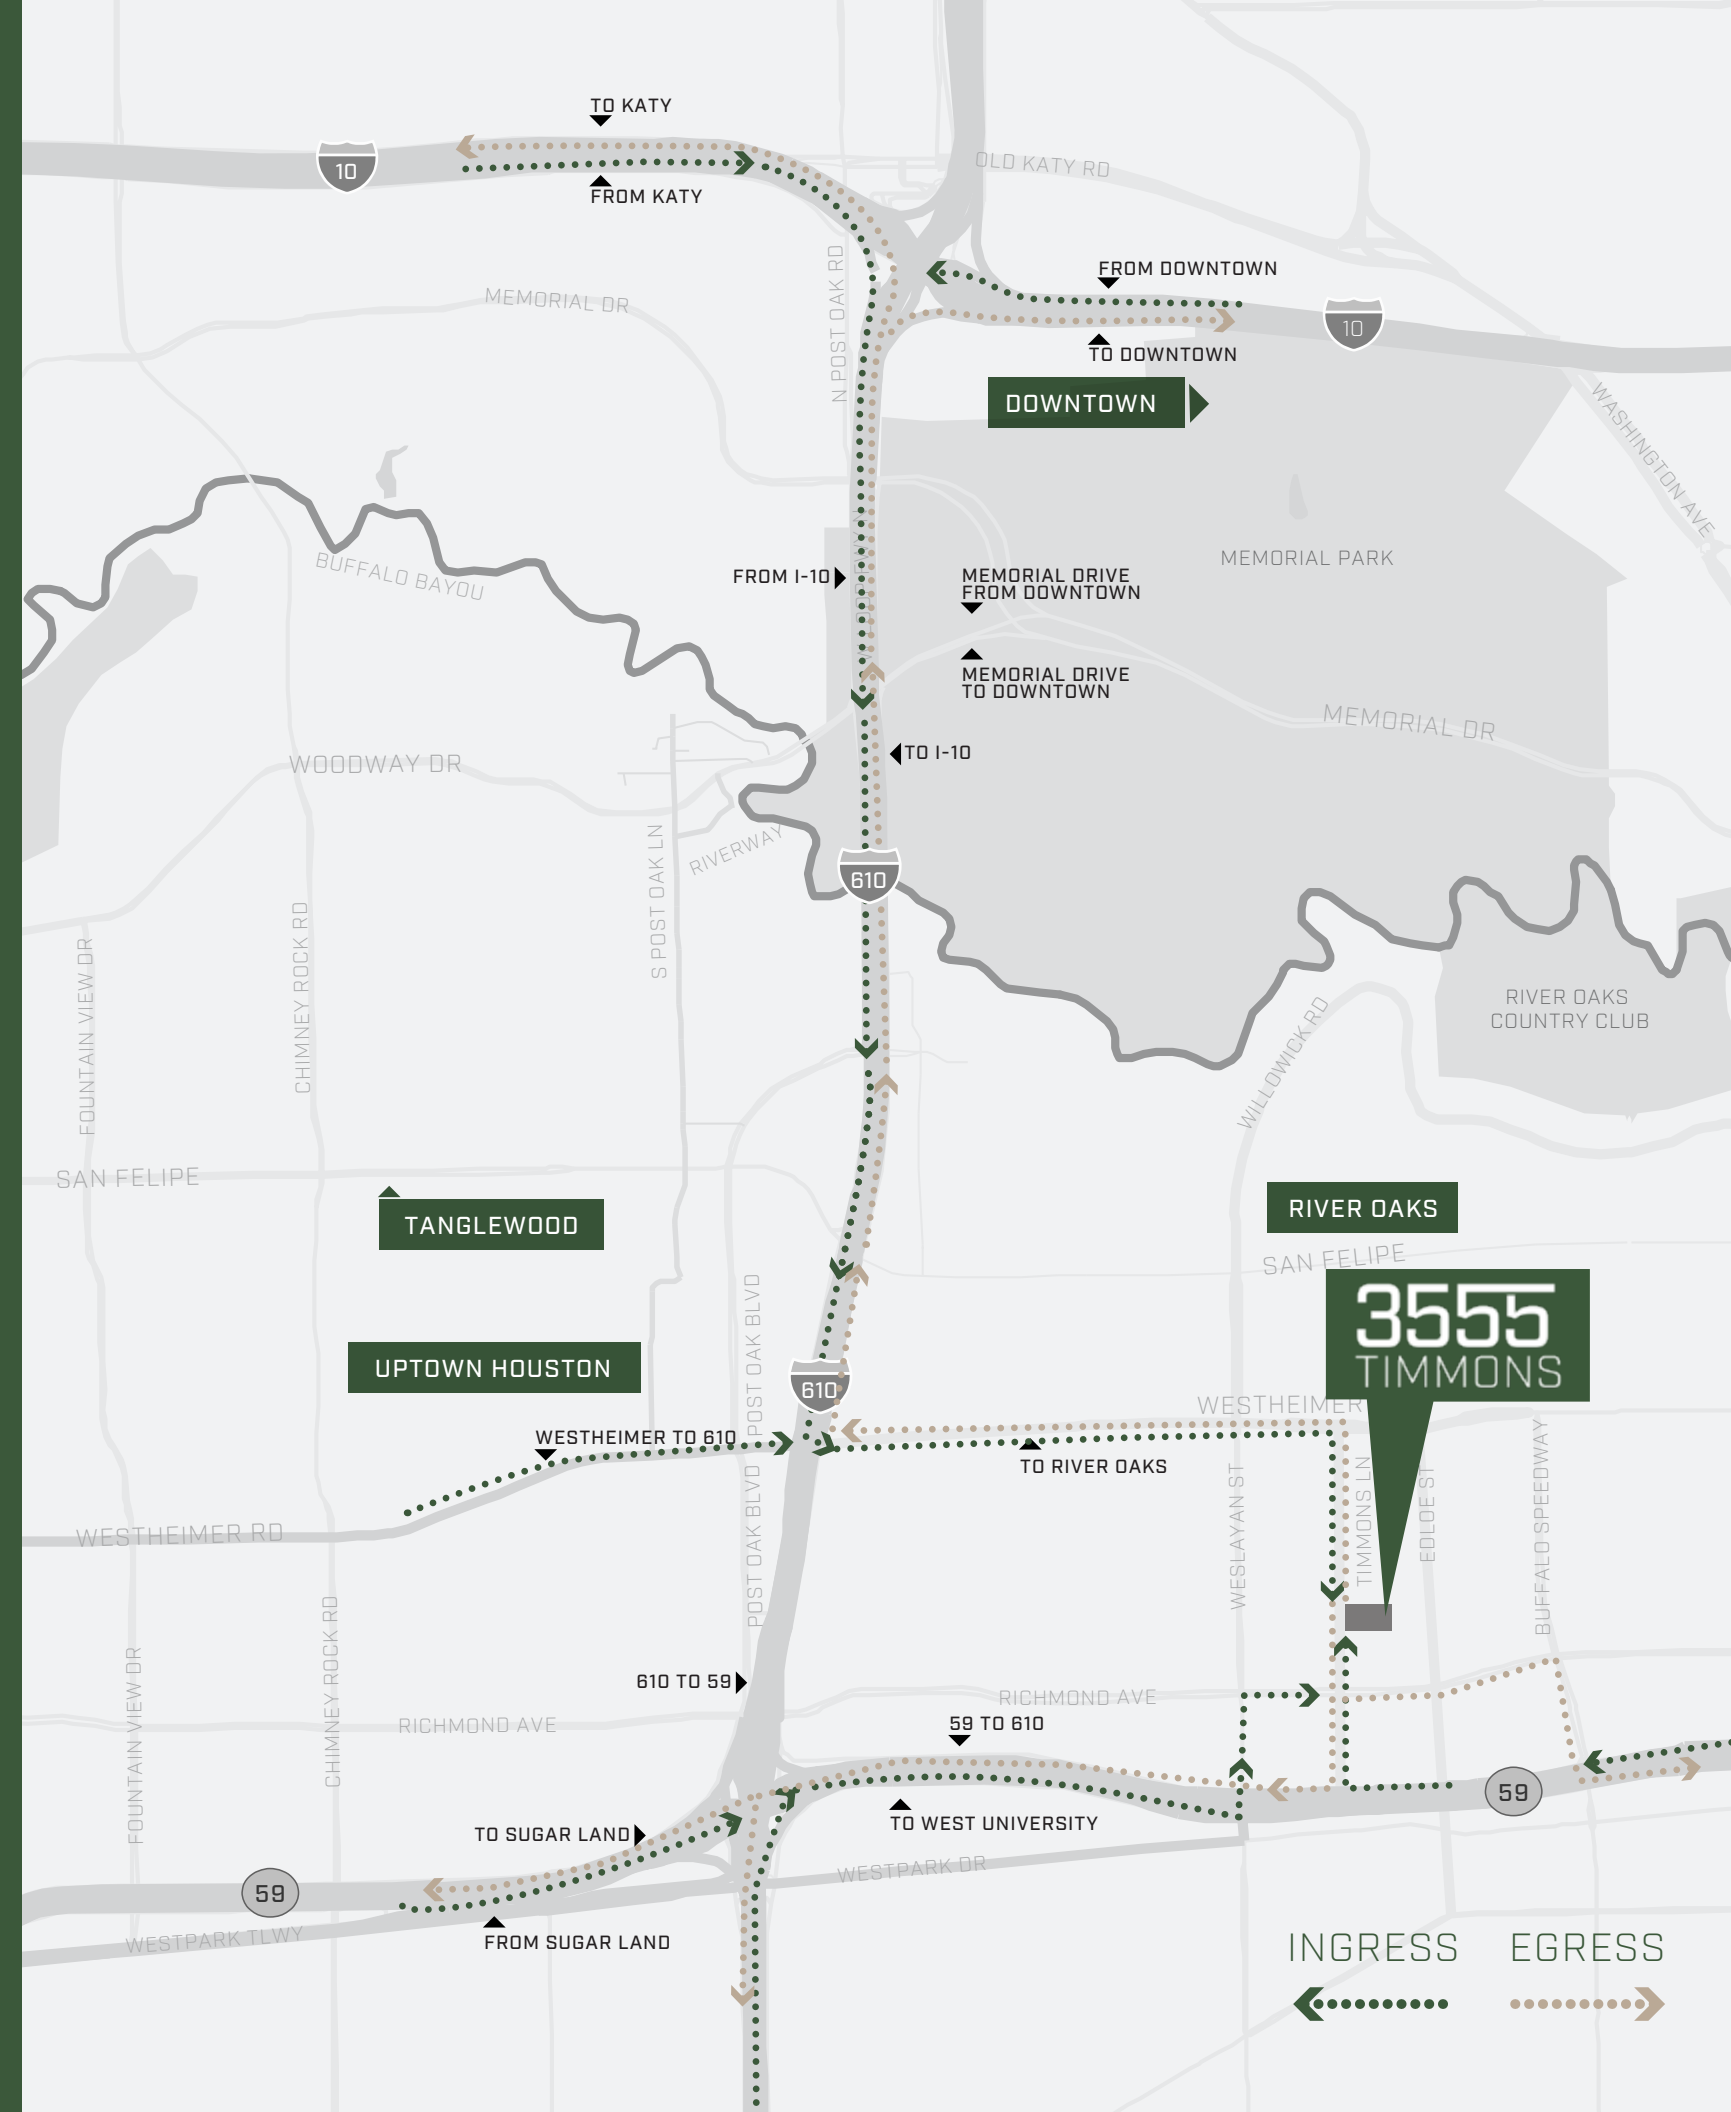 TO KATY
10
FROM KATY
OLD KATY RD
N POST OAK RD
FROM DOWNTOWN
MEMORIAL DR
10
TO DOWNTOWN
DOWNTOWN
WASHINGTON AVE
BUFFALO BAYOU
MEMORIAL PARK
FROM I-10
MEMORIAL DRIVE
FROM DOWNTOWN
MEMORIAL DRIVE
TO DOWNTOWN
MEMORIAL DR
WOODWAY DR
TO I-10
RIVERWAY
S POST OAK LN
610
FOUNTAIN VIEW DR
CHIMNEY ROCK RD
RIVER OAKS
COUNTRY CLUB
WILLOWICK RD
SAN FELIPE
TANGLEWOOD
RIVER OAKS
SAN FELIPE
3555
TIMMONS
POST OAK BLVD
UPTOWN HOUSTON
610
WESTHEIMER
WESTHEIMER TO 610
TO RIVER OAKS
WESTHEIMER RD
POST OAK BLVD
WESLAYAN ST
TIMMONS LN
EDLOE ST
BUFFALO SPEEDWAY
FOUNTAIN VIEW DR
CHIMNEY ROCK RD
610 TO 59
RICHMOND AVE
RICHMOND AVE
59 TO 610
59
TO WEST UNIVERSITY
TO SUGAR LAND
WESTPARK DR
59
WESTPARK TLWY
FROM SUGAR LAND
INGRESS
EGRESS